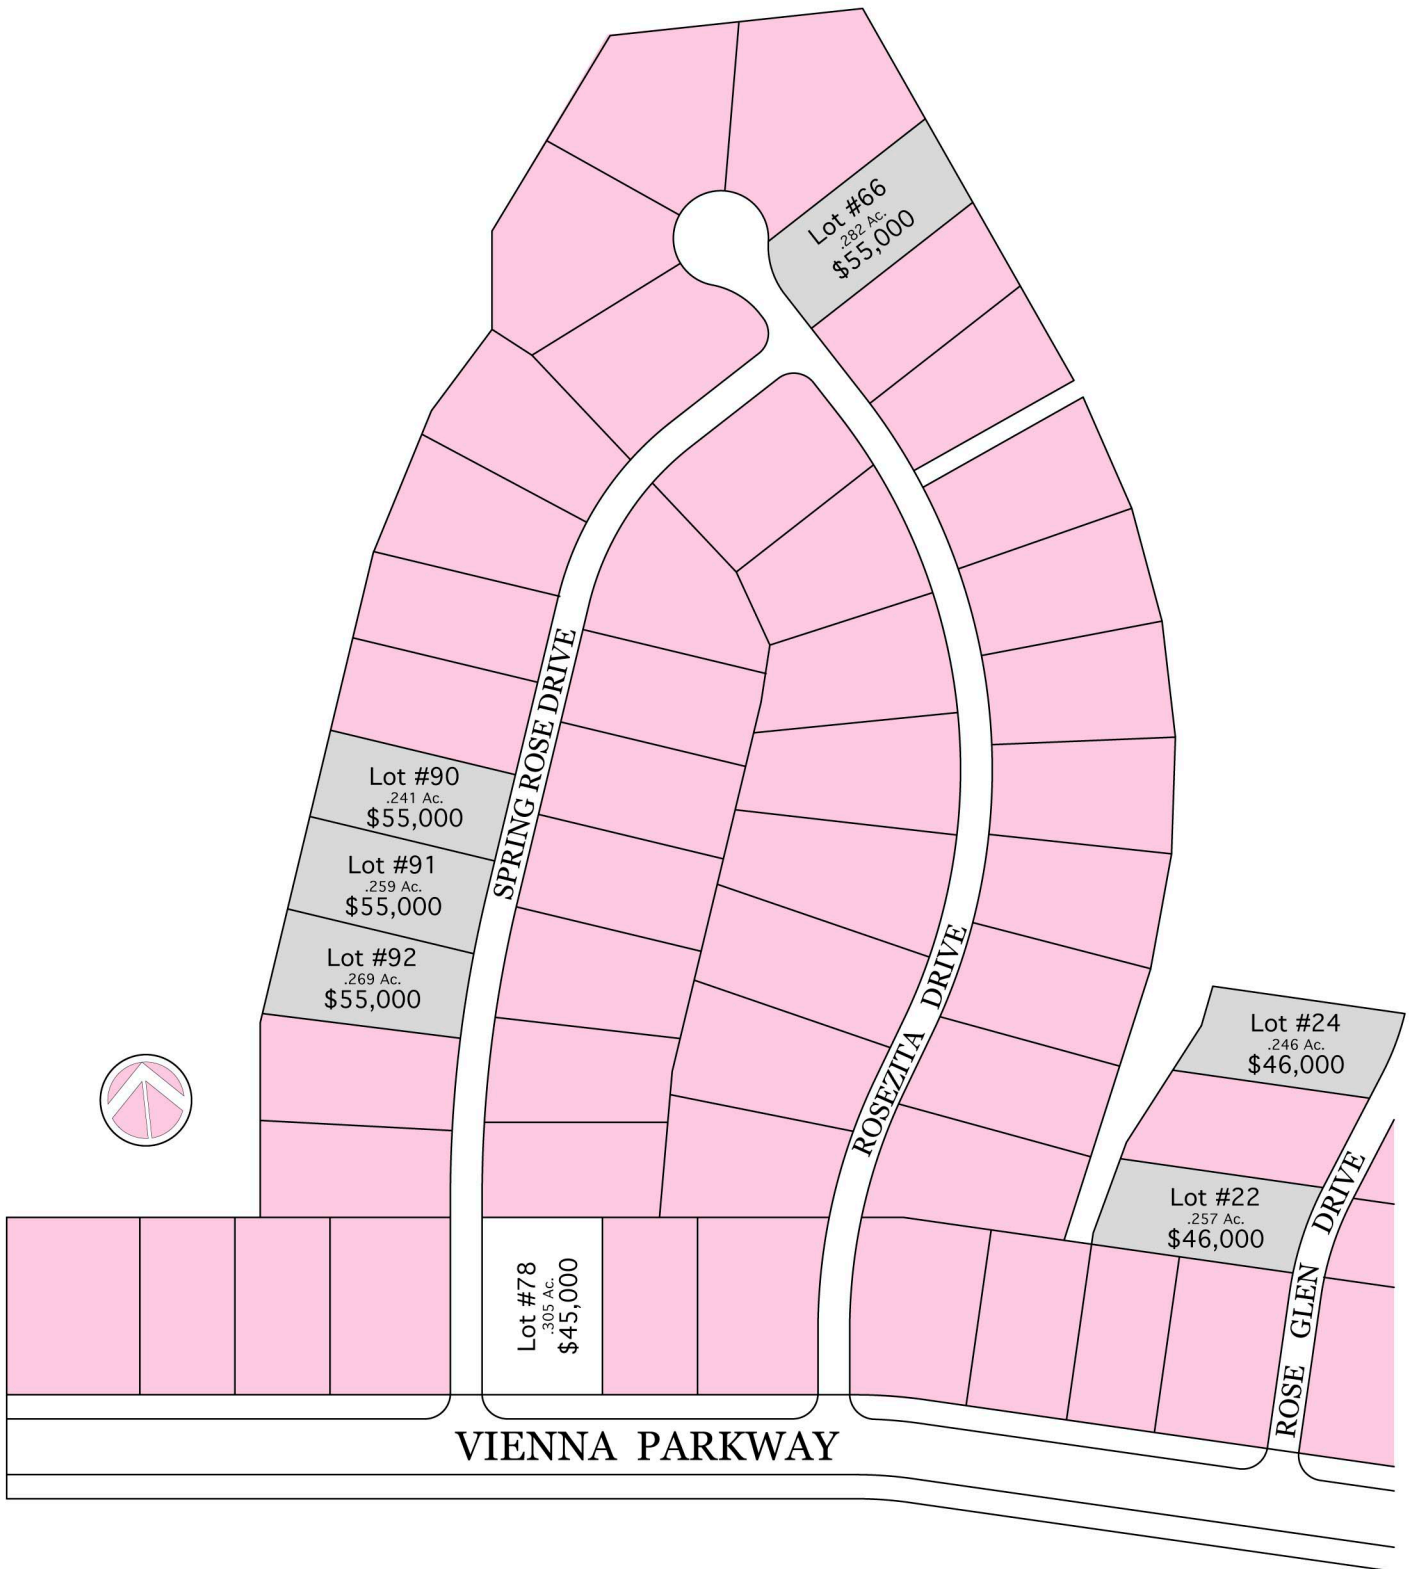 Lot #66
.282 Ac.
$55,000
SPRING ROSE DRIVE
Lot #90
.241 Ac.
$55,000
Lot #91
.259 Ac.
$55,000
Lot #92
.269 Ac.
$55,000
ROSEZITA DRIVE
Lot #24
.246 Ac.
$46,000
Lot #22
.257 Ac.
$46,000
ROSE GLEN DRIVE
Lot #78
.305 Ac.
$45,000
VIENNA PARKWAY